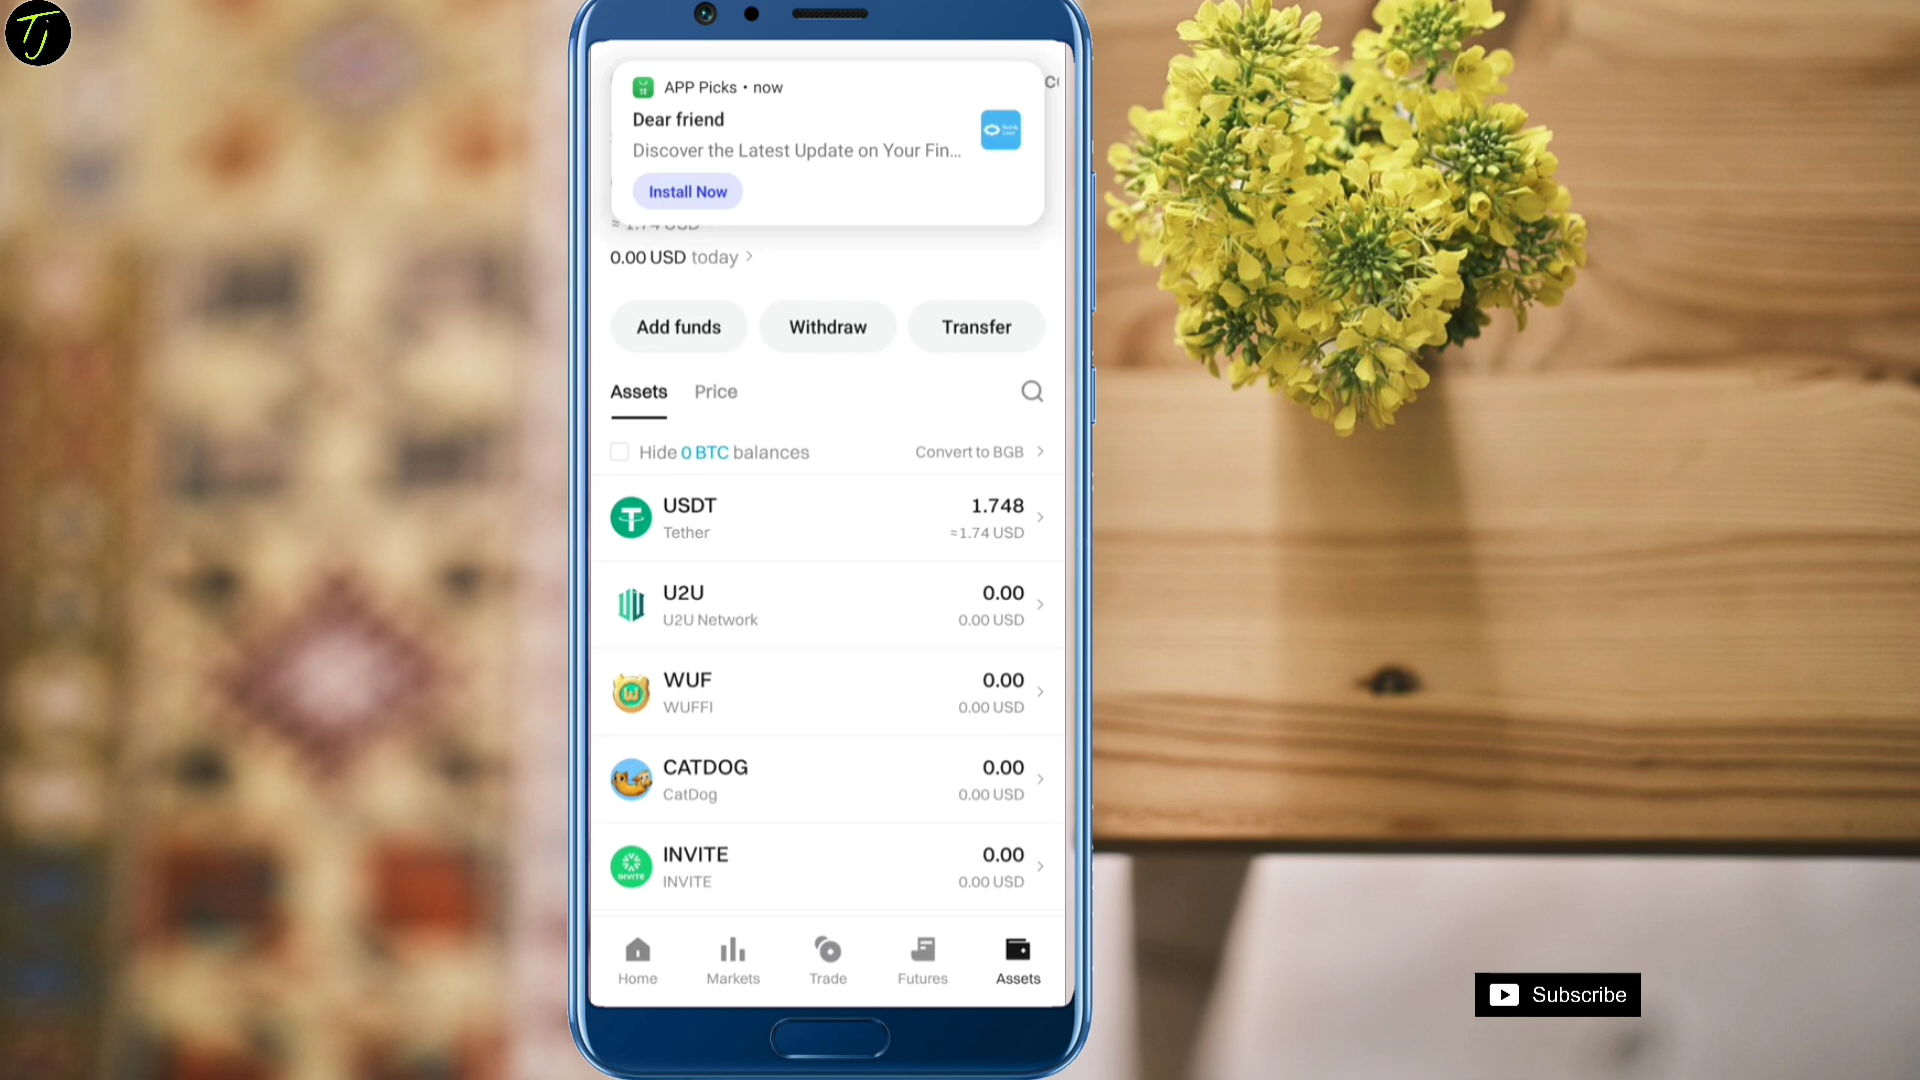 Tj
APP Picks • now
Dear friend
Discover the Latest Update on Your Fin...
Install Now
≈ 1.74 USD
0.00 USD today
Add funds Withdraw Transfer
Assets Price
Hide 0 BTC balances Convert to BGB
USDT 1.748
Tether ≈1.74 USD
U2U 0.00
U2U Network 0.00 USD
WUF 0.00
WUFFI 0.00 USD
CATDOG 0.00
CatDog 0.00 USD
INVITE 0.00
INVITE 0.00 USD
Home Markets Trade Futures Assets
Subscribe